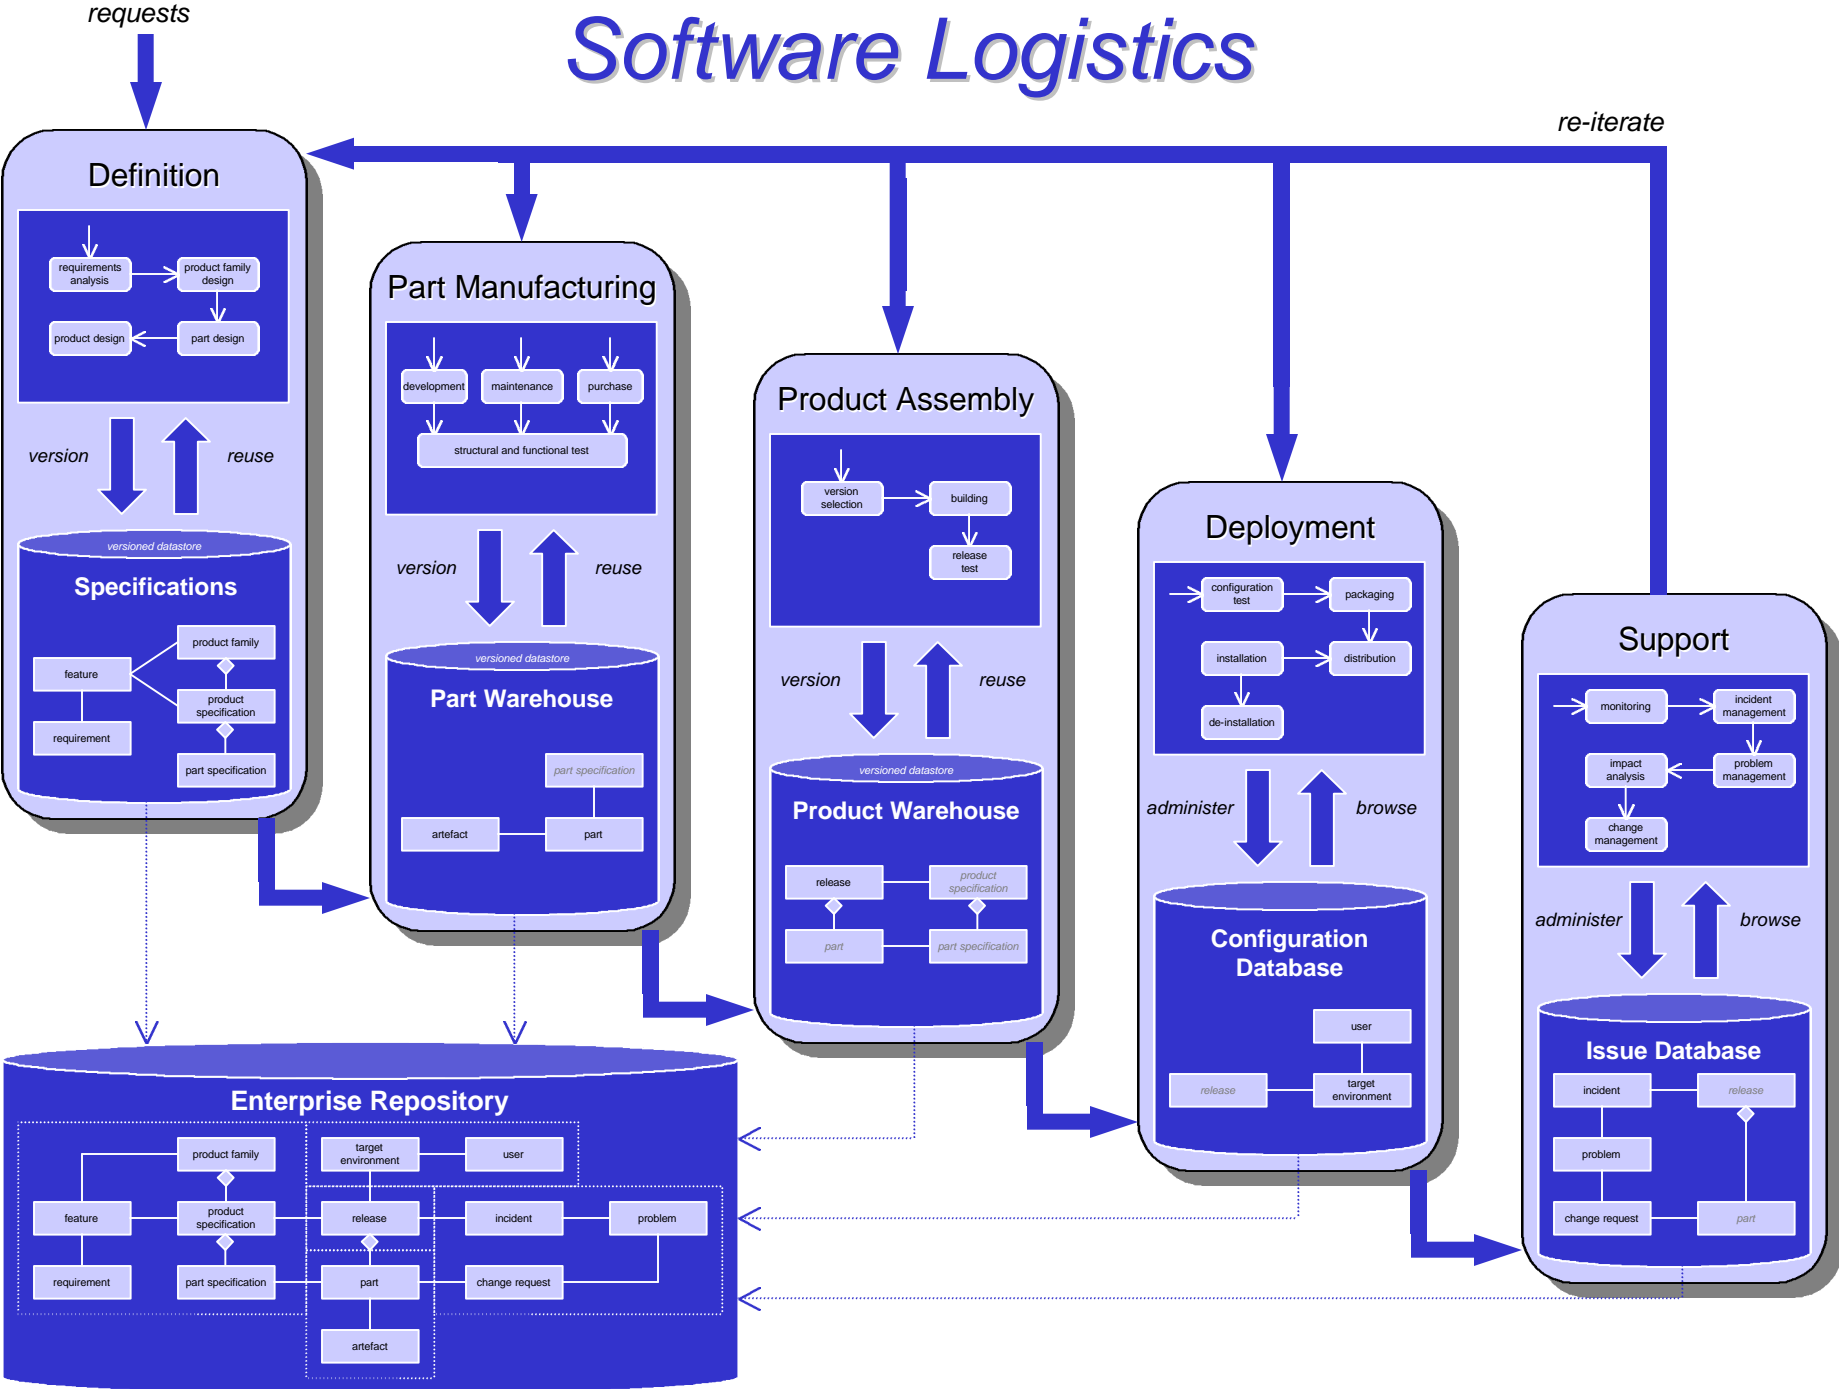 requests
Software Logistics
re-iterate
Definition
requirements
analysis
product family
design
product design
part design
version
reuse
versioned datastore
Specifications
product family
feature
product
specification
requirement
part specification
Part Manufacturing
development
maintenance
purchase
structural and functional test
version
reuse
versioned datastore
Part Warehouse
part specification
artefact
part
Product Assembly
version
selection
building
release
test
version
reuse
versioned datastore
Product Warehouse
release
product
specification
part
part specification
Deployment
configuration
test
packaging
installation
distribution
de-installation
administer
browse
Configuration
Database
user
release
target
environment
Support
monitoring
incident
management
impact
analysis
problem
management
change
management
administer
browse
Issue Database
incident
release
problem
change request
part
Enterprise Repository
product family
target
environment
user
feature
product
specification
release
incident
problem
requirement
part specification
part
change request
artefact